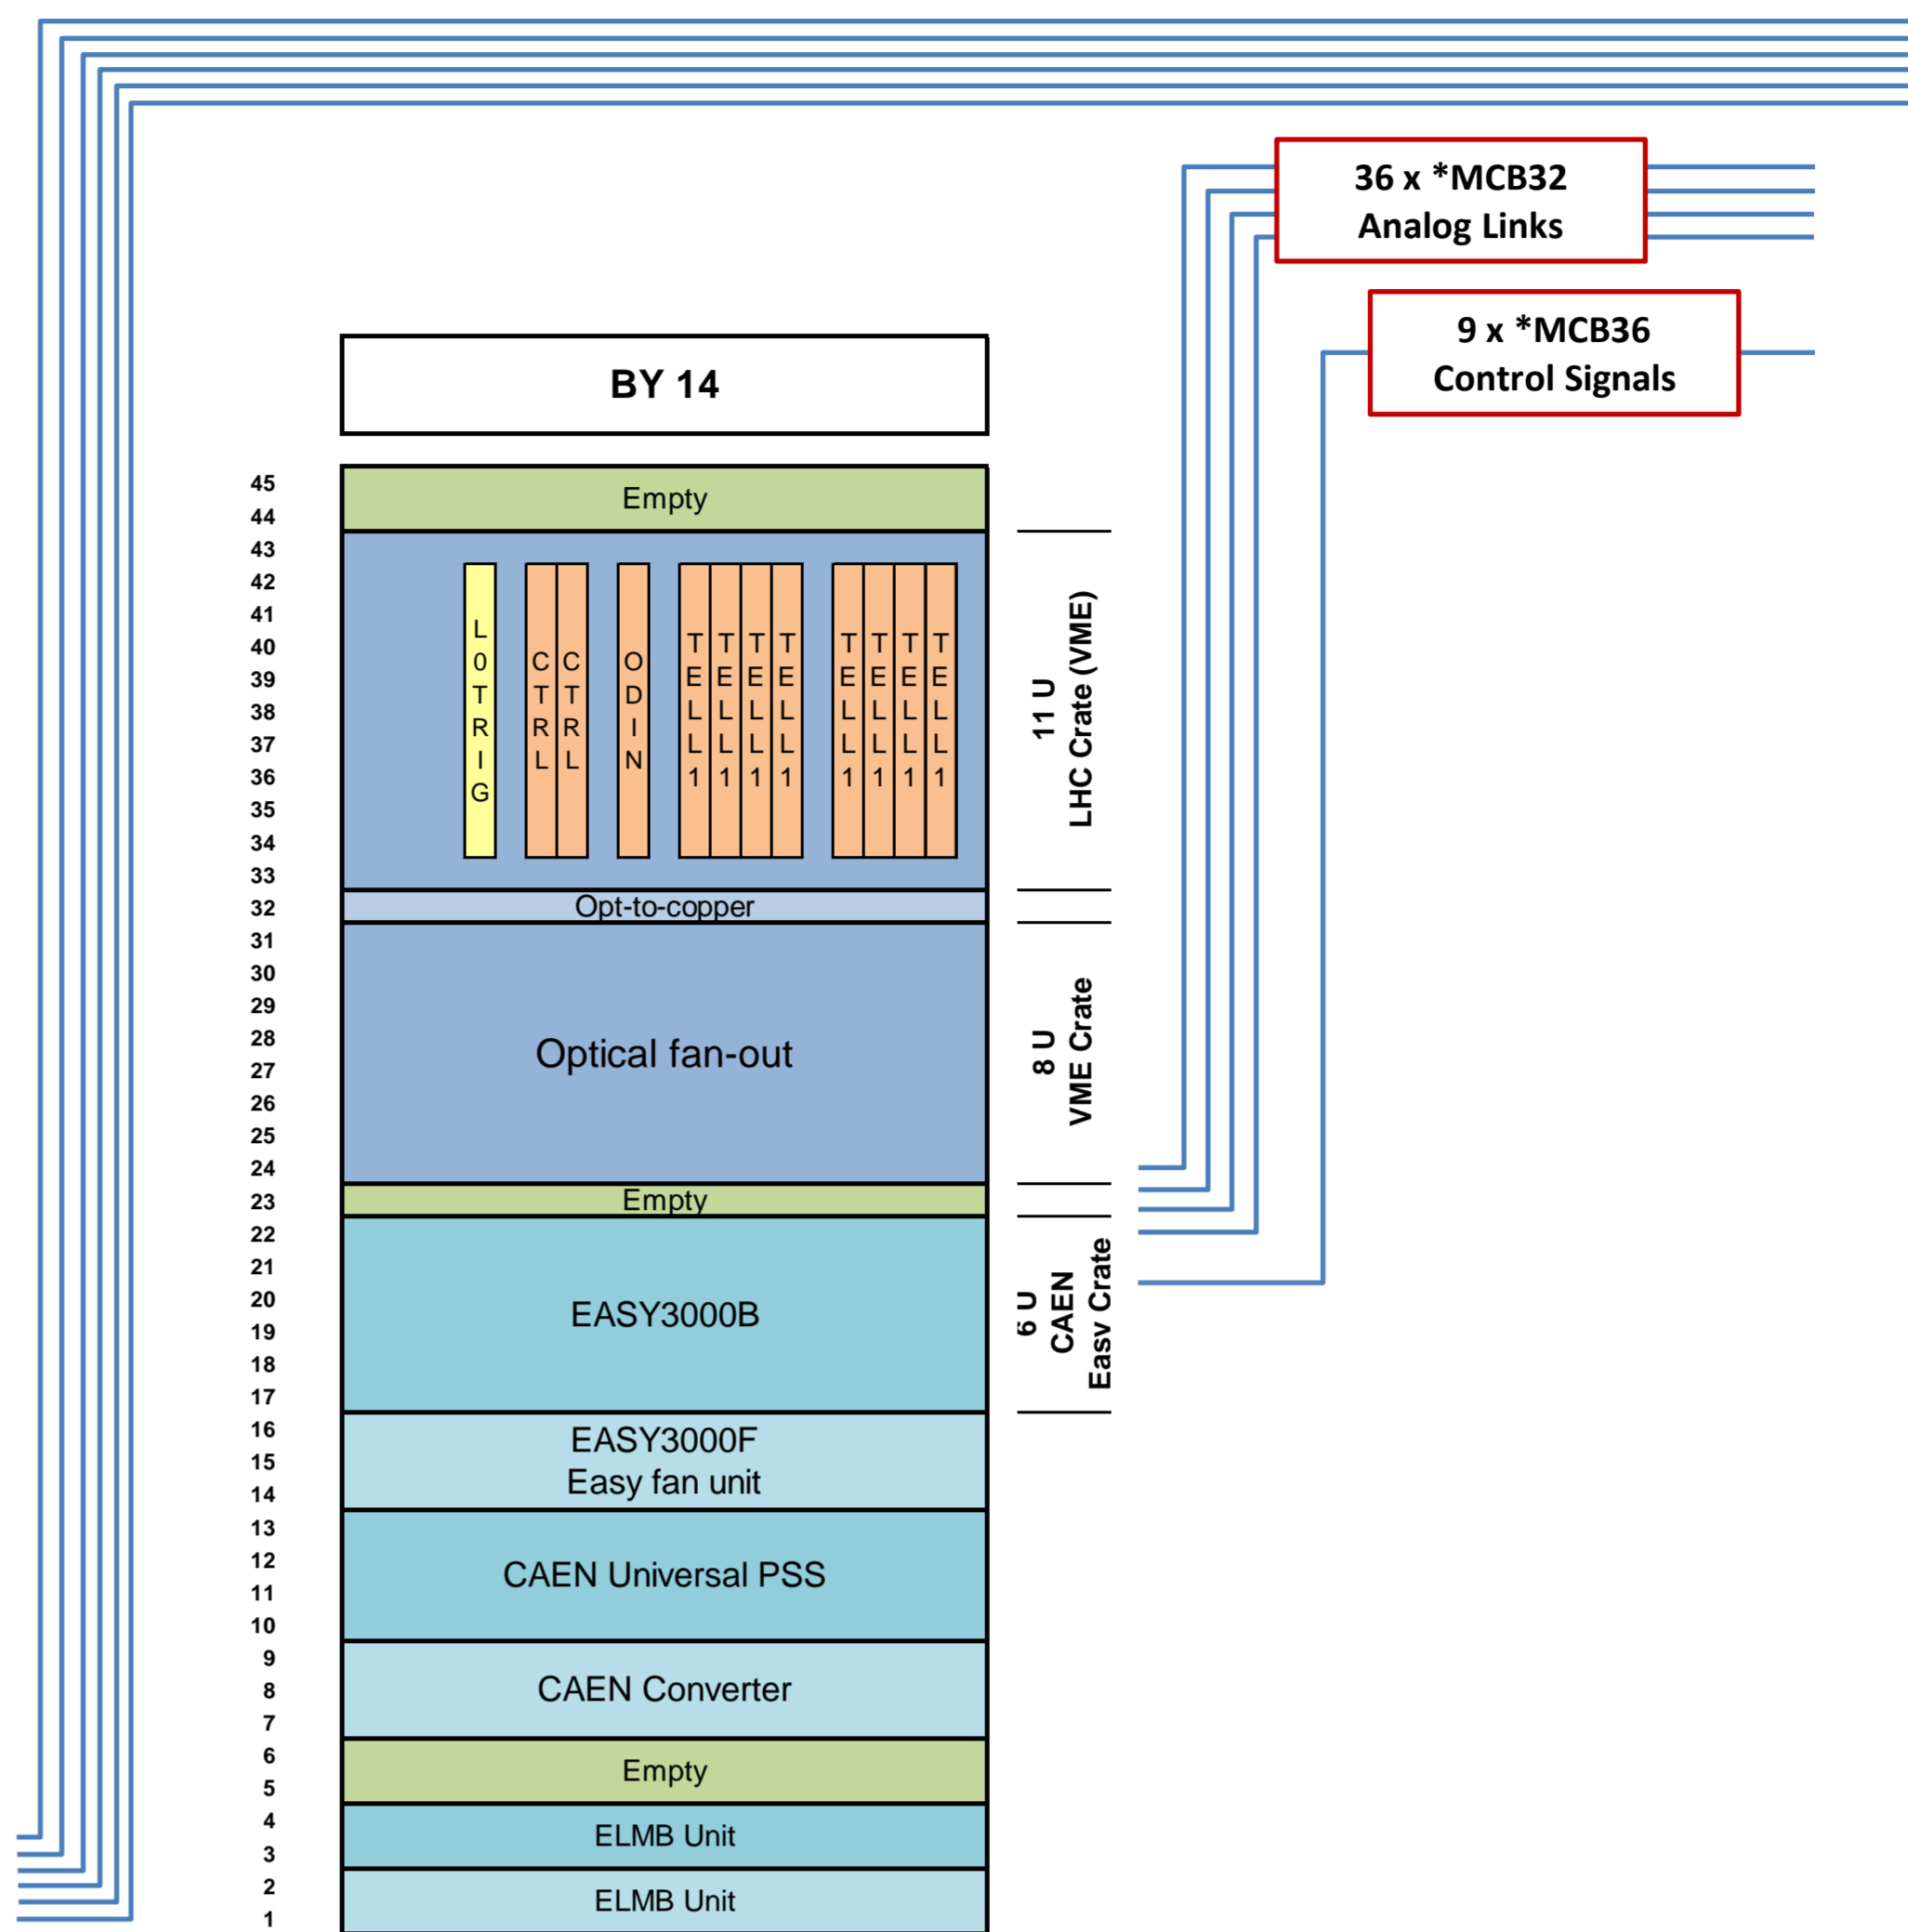 36 x *MCB32
Analog Links
9 x *MCB36
Control Signals
BY 14
45
Empty
44
43
42
41
40
39
38
37
36
35
34
33
L0TRIG
CTRL
CTRL
ODIN
TELL1
TELL1
TELL1
TELL1
TELL1
TELL1
TELL1
TELL1
11 U
LHC Crate (VME)
32
Opt-to-copper
31
30
29
28
27
26
25
24
Optical fan-out
8 U
VME Crate
23
Empty
22
21
20
19
18
17
EASY3000B
6 U
CAEN
Easy Crate
16
15
14
EASY3000F
Easy fan unit
13
12
11
10
CAEN Universal PSS
9
8
7
CAEN Converter
6
5
Empty
4
3
ELMB Unit
2
1
ELMB Unit